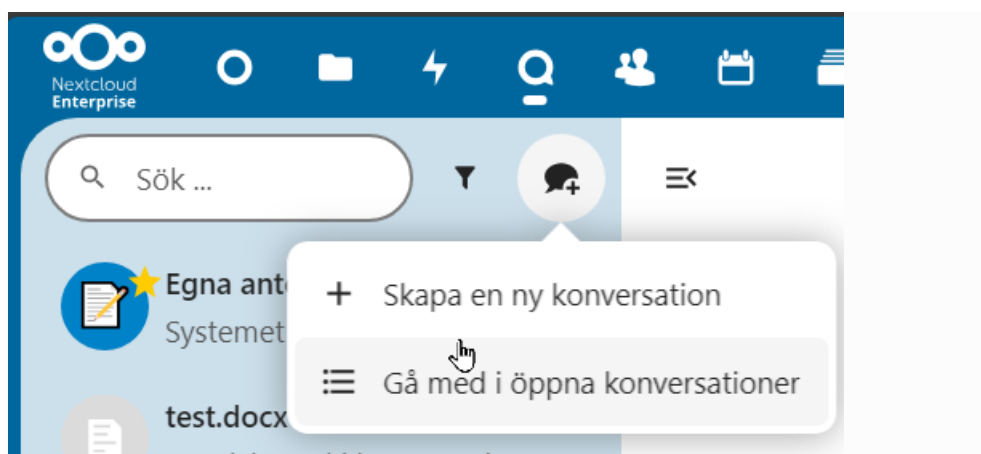 Nextcloud
Enterprise
Sök ...
Egna ant
Systemet
Skapa en ny konversation
Gå med i öppna konversationer
test.docx